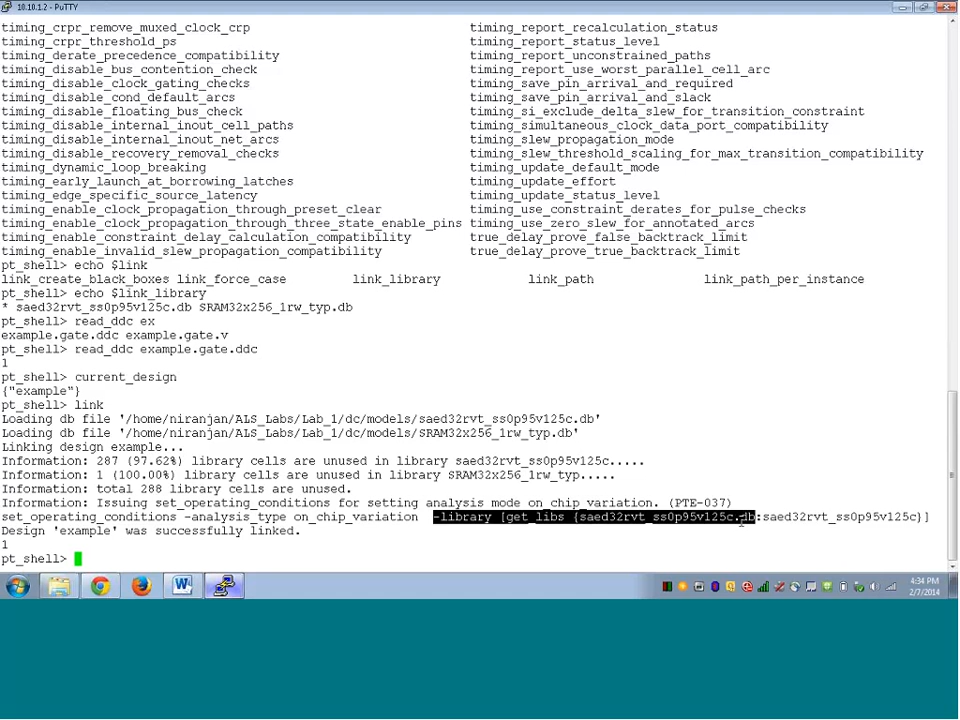 10.10.1.2 - PuTTY
timing_crpr_remove_muxed_clock_crp timing_report_recalculation_status
timing_crpr_threshold_ps timing_report_status_level
timing_derate_precedence_compatibility timing_report_unconstrained_paths
timing_disable_bus_contention_check timing_report_use_worst_parallel_cell_arc
timing_disable_clock_gating_checks timing_save_pin_arrival_and_required
timing_disable_cond_default_arcs timing_save_pin_arrival_and_slack
timing_disable_floating_bus_check timing_si_exclude_delta_slew_for_transition_constraint
timing_disable_internal_inout_cell_paths timing_simultaneous_clock_data_port_compatibility
timing_disable_internal_inout_net_arcs timing_slew_propagation_mode
timing_disable_recovery_removal_checks timing_slew_threshold_scaling_for_max_transition_compatibility
timing_dynamic_loop_breaking timing_update_default_mode
timing_early_launch_at_borrowing_latches timing_update_effort
timing_edge_specific_source_latency timing_update_status_level
timing_enable_clock_propagation_through_preset_clear timing_use_constraint_derates_for_pulse_checks
timing_enable_clock_propagation_through_three_state_enable_pins timing_use_zero_slew_for_annotated_arcs
timing_enable_constraint_delay_calculation_compatibility true_delay_prove_false_backtrack_limit
timing_enable_invalid_slew_propagation_compatibility true_delay_prove_true_backtrack_limit
pt_shell> echo $link
link_create_black_boxes link_force_case link_library link_path link_path_per_instance
pt_shell> echo $link_library
* saed32rvt_ss0p95v125c.db SRAM32x256_1rw_typ.db
pt_shell> read_ddc ex
example.gate.ddc example.gate.v
pt_shell> read_ddc example.gate.ddc
1
pt_shell> current_design
{"example"}
pt_shell> link
Loading db file '/home/niranjan/ALS_Labs/Lab_1/dc/models/saed32rvt_ss0p95v125c.db'
Loading db file '/home/niranjan/ALS_Labs/Lab_1/dc/models/SRAM32x256_1rw_typ.db'
Linking design example...
Information: 287 (97.62%) library cells are unused in library saed32rvt_ss0p95v125c.....
Information: 1 (100.00%) library cells are unused in library SRAM32x256_1rw_typ.....
Information: total 288 library cells are unused.
Information: Issuing set_operating_conditions for setting analysis mode on_chip_variation. (PTE-037)
set_operating_conditions -analysis_type on_chip_variation -library [get_libs {saed32rvt_ss0p95v125c.db:saed32rvt_ss0p95v125c}]
Design 'example' was successfully linked.
1
pt_shell>
4:34 PM
2/7/2014